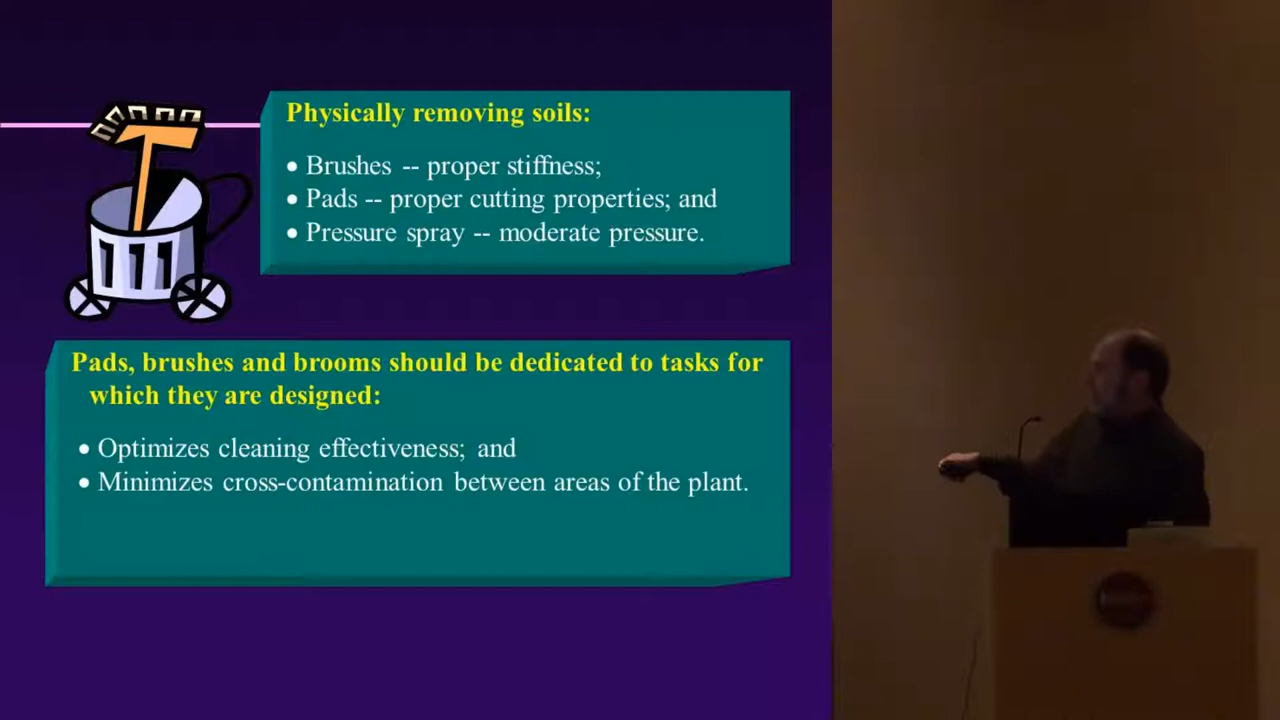 Physically removing soils:
• Brushes -- proper stiffness;
• Pads -- proper cutting properties; and
• Pressure spray -- moderate pressure.
Pads, brushes and brooms should be dedicated to tasks for
which they are designed:
• Optimizes cleaning effectiveness; and
• Minimizes cross-contamination between areas of the plant.